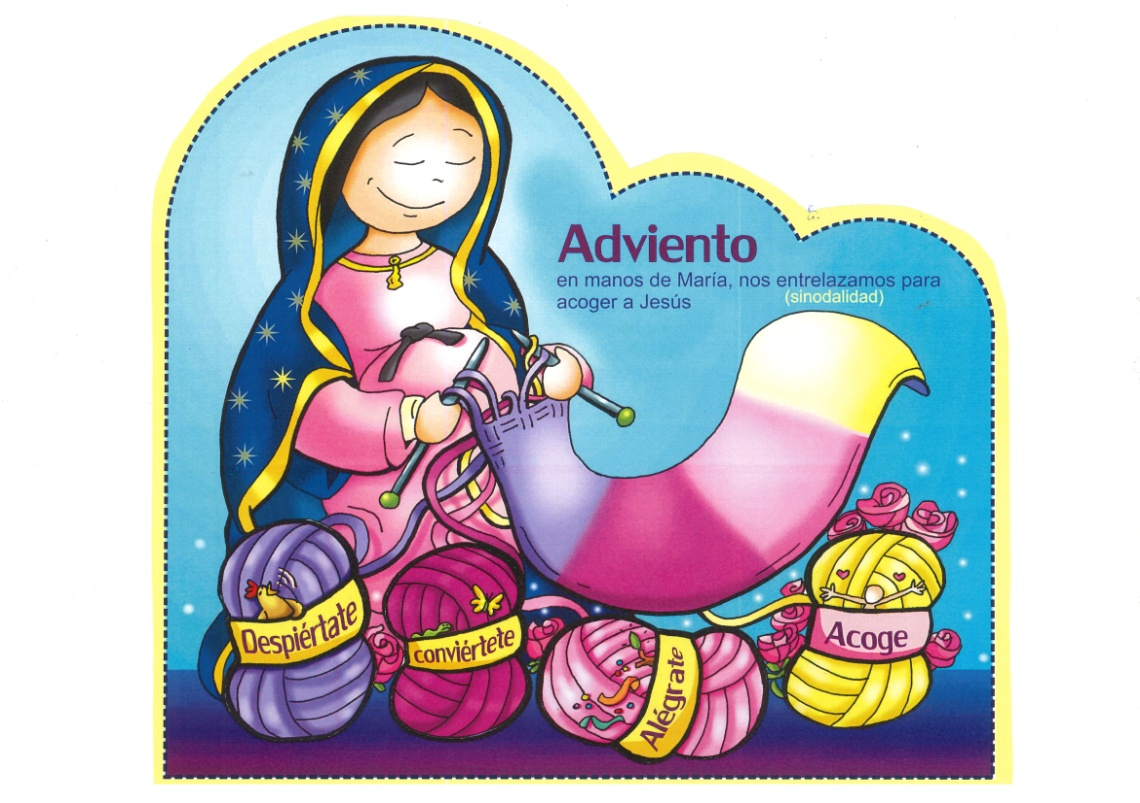 Adviento
en manos de María, nos entrelazamos para
acoger a Jesús
(sinodalidad)
Despiértate
conviértete
Alégrate
Acoge